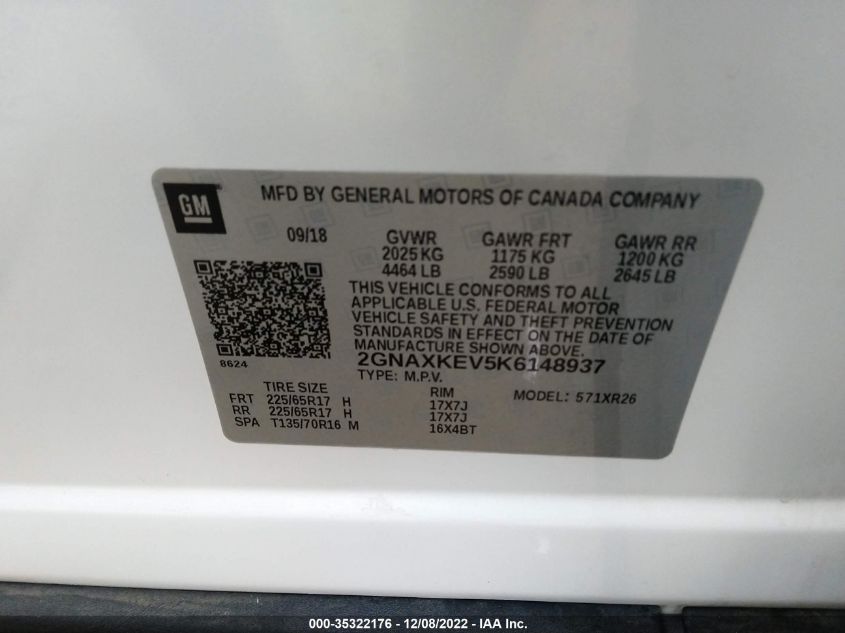 GM
MFD BY GENERAL MOTORS OF CANADA COMPANY
09/18 GVWR GAWR FRT GAWR RR
2025 KG 1175 KG 1200 KG
4464 LB 2590 LB 2645 LB
THIS VEHICLE CONFORMS TO ALL
APPLICABLE U.S. FEDERAL MOTOR
VEHICLE SAFETY AND THEFT PREVENTION
STANDARDS IN EFFECT ON THE DATE OF
MANUFACTURE SHOWN ABOVE.
8624
2GNAXKEV5K6148937
TYPE: M.P.V.
TIRE SIZE RIM MODEL: 571XR26
FRT 225/65R17 H 17X7J
RR 225/65R17 H 17X7J
SPA T135/70R16 M 16X4BT
000-35322176 - 12/08/2022 - IAA Inc.